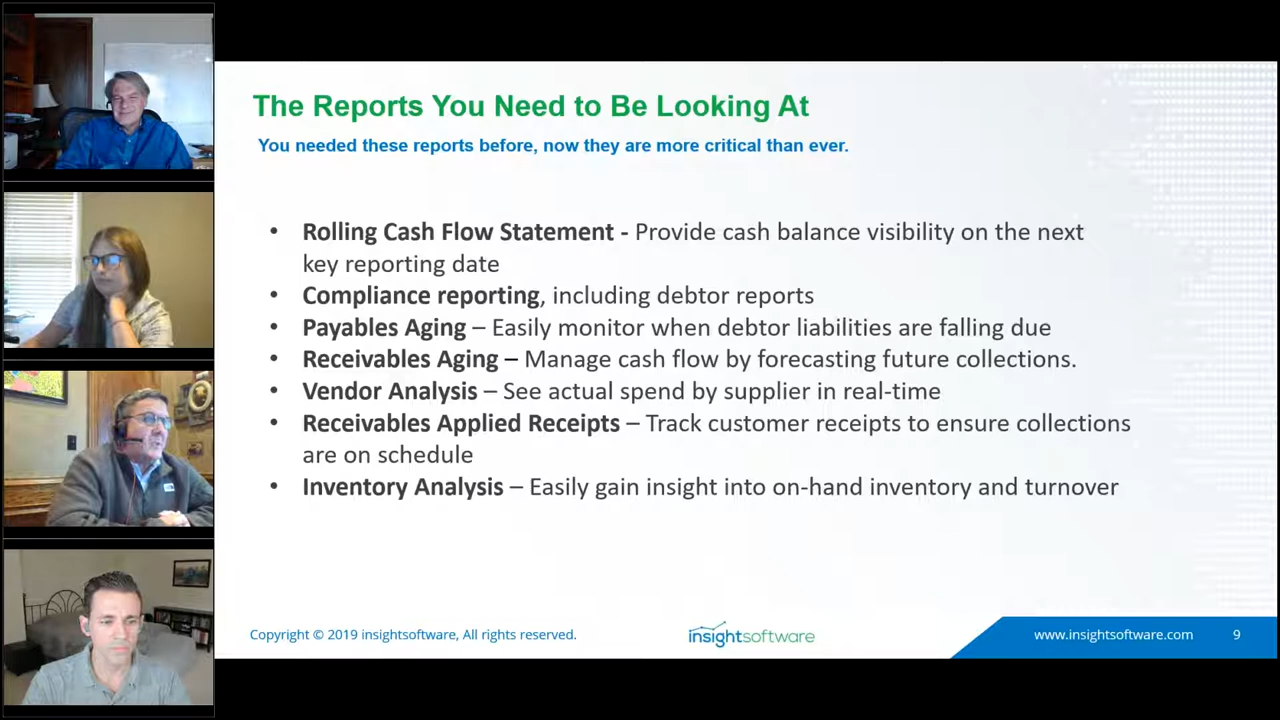 The Reports You Need to Be Looking At
You needed these reports before, now they are more critical than ever.
• Rolling Cash Flow Statement - Provide cash balance visibility on the next
key reporting date
• Compliance reporting, including debtor reports
• Payables Aging – Easily monitor when debtor liabilities are falling due
• Receivables Aging – Manage cash flow by forecasting future collections.
• Vendor Analysis – See actual spend by supplier in real-time
• Receivables Applied Receipts – Track customer receipts to ensure collections
are on schedule
• Inventory Analysis – Easily gain insight into on-hand inventory and turnover
Copyright © 2019 insightsoftware, All rights reserved.
insightsoftware
www.insightsoftware.com
9